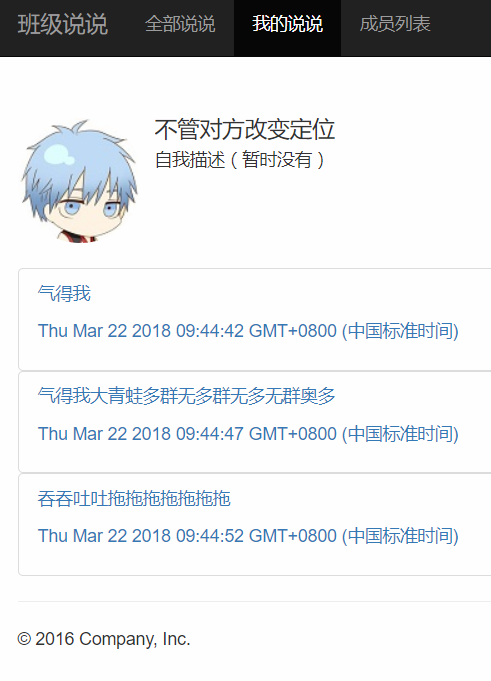 班级说说 全部说说 我的说说 成员列表
不管对方改变定位
自我描述（暂时没有）
气得我
Thu Mar 22 2018 09:44:42 GMT+0800 (中国标准时间)
气得我大青蛙多群无多群无多无群奥多
Thu Mar 22 2018 09:44:47 GMT+0800 (中国标准时间)
吞吞吐吐拖拖拖拖拖拖拖
Thu Mar 22 2018 09:44:52 GMT+0800 (中国标准时间)
© 2016 Company, Inc.